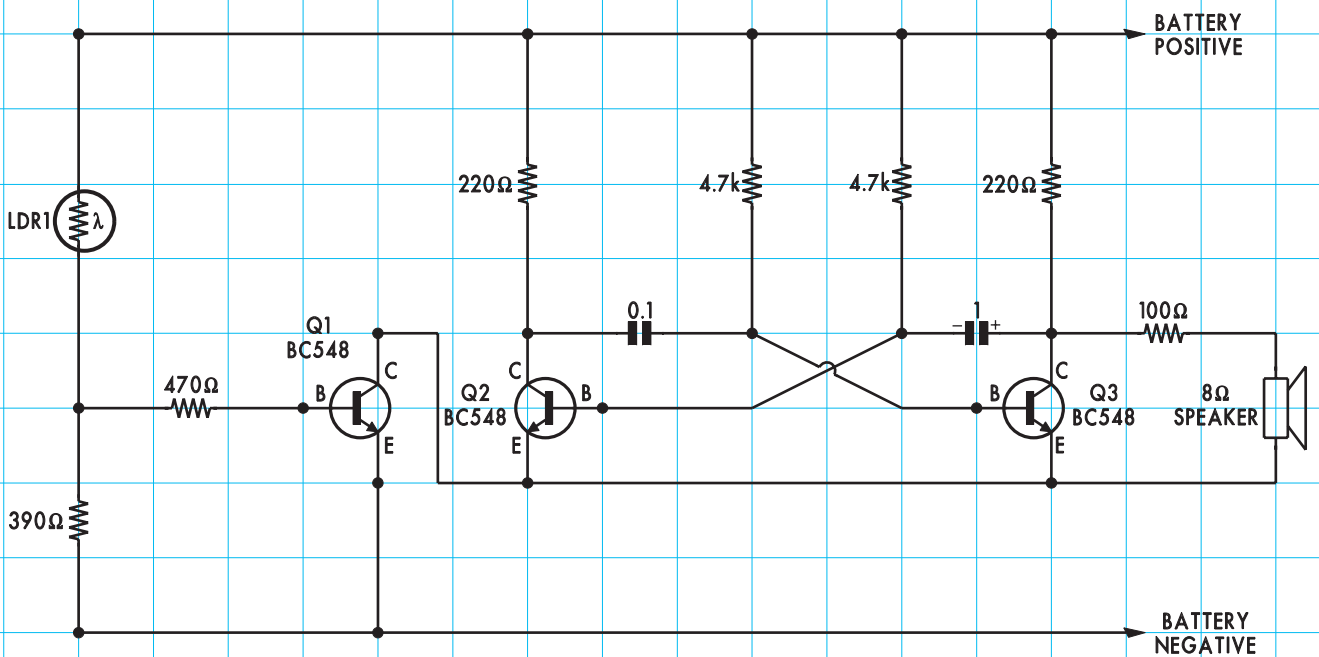 BATTERY
POSITIVE
220Ω
4.7k
4.7k
220Ω
LDR1
λ
Q1
BC548
0.1
1
− +
100Ω
470Ω
B
C
E
C
Q2
BC548
B
E
B
C
Q3
BC548
E
8Ω
SPEAKER
390Ω
BATTERY
NEGATIVE